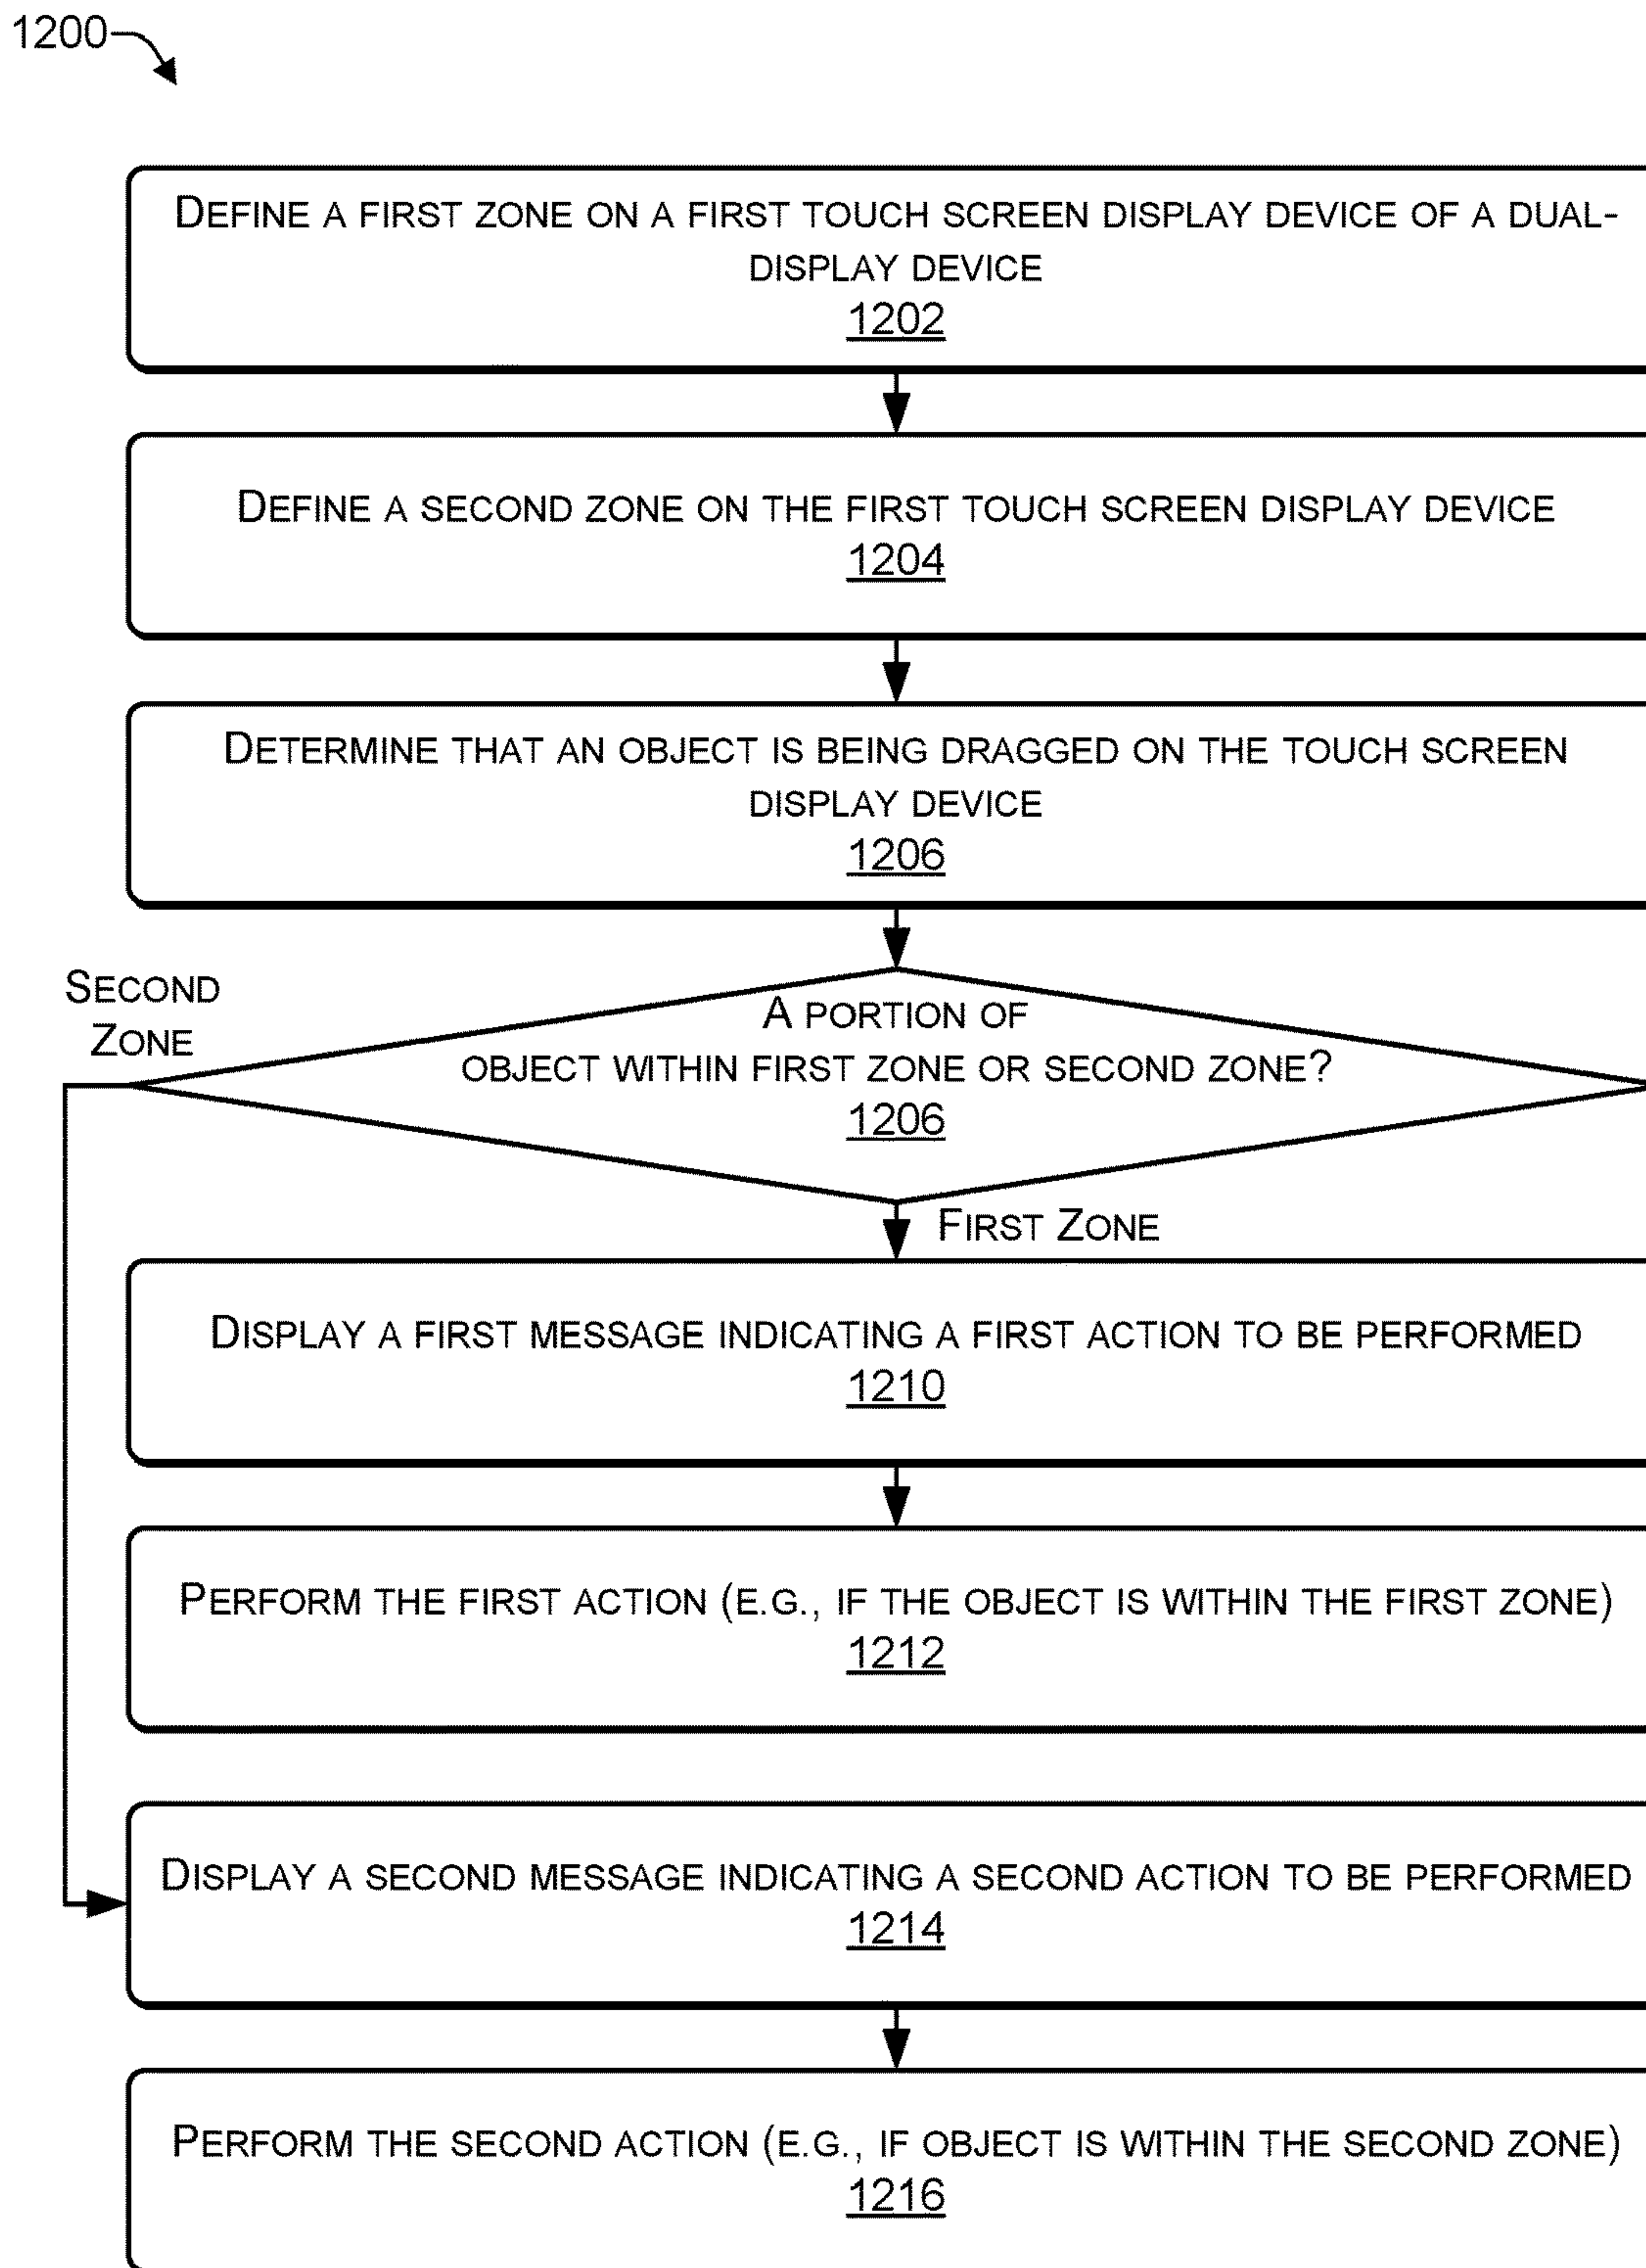 1200
DEFINE A FIRST ZONE ON A FIRST TOUCH SCREEN DISPLAY DEVICE OF A DUAL-
DISPLAY DEVICE
1202
DEFINE A SECOND ZONE ON THE FIRST TOUCH SCREEN DISPLAY DEVICE
1204
DETERMINE THAT AN OBJECT IS BEING DRAGGED ON THE TOUCH SCREEN
DISPLAY DEVICE
1206
SECOND
ZONE
A PORTION OF
OBJECT WITHIN FIRST ZONE OR SECOND ZONE?
1206
FIRST ZONE
DISPLAY A FIRST MESSAGE INDICATING A FIRST ACTION TO BE PERFORMED
1210
PERFORM THE FIRST ACTION (E.G., IF THE OBJECT IS WITHIN THE FIRST ZONE)
1212
DISPLAY A SECOND MESSAGE INDICATING A SECOND ACTION TO BE PERFORMED
1214
PERFORM THE SECOND ACTION (E.G., IF OBJECT IS WITHIN THE SECOND ZONE)
1216